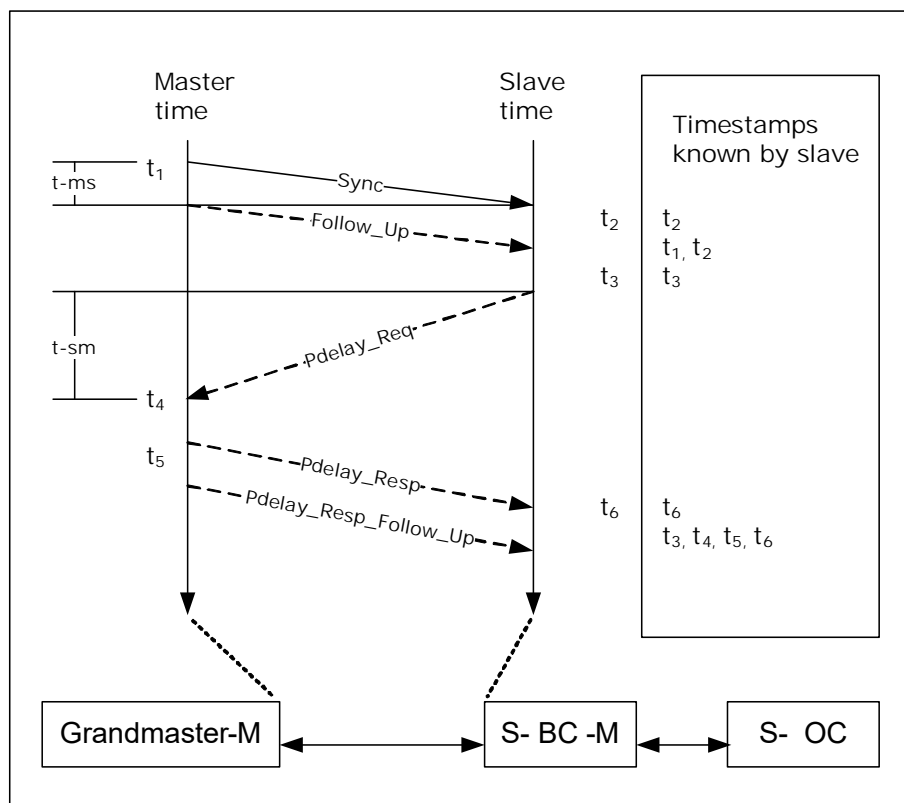 Master
time
Slave
time
Timestamps
known by slave
t-ms
t₁
Sync
t₂
t₂
Follow_Up
t₁, t₂
t₃
t₃
t-sm
Pdelay_Req
t₄
t₅
Pdelay_Resp
Pdelay_Resp_Follow_Up
t₆
t₆
t₃, t₄, t₅, t₆
Grandmaster-M
S- BC -M
S- OC